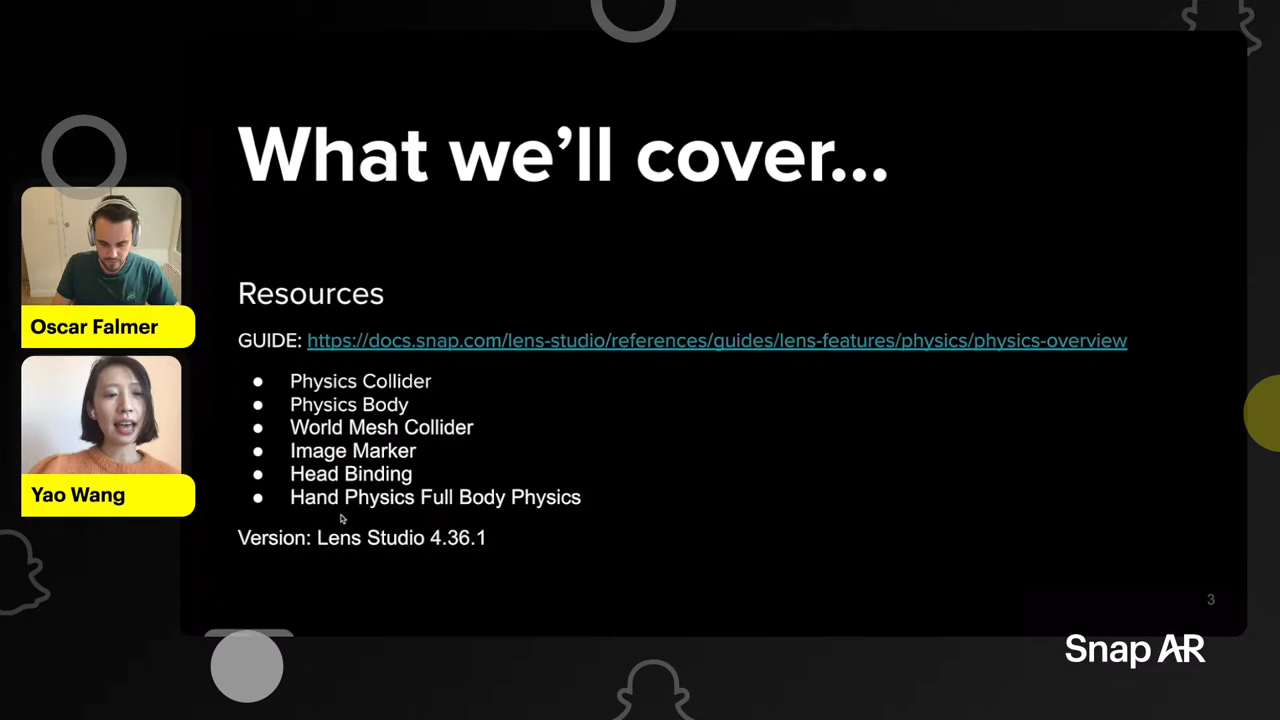 What we'll cover...
Resources
GUIDE: https://docs.snap.com/lens-studio/references/guides/lens-features/physics/physics-overview
● Physics Collider
● Physics Body
● World Mesh Collider
● Image Marker
● Head Binding
● Hand Physics Full Body Physics
Version: Lens Studio 4.36.1
3
Oscar Falmer
Yao Wang
Snap AR